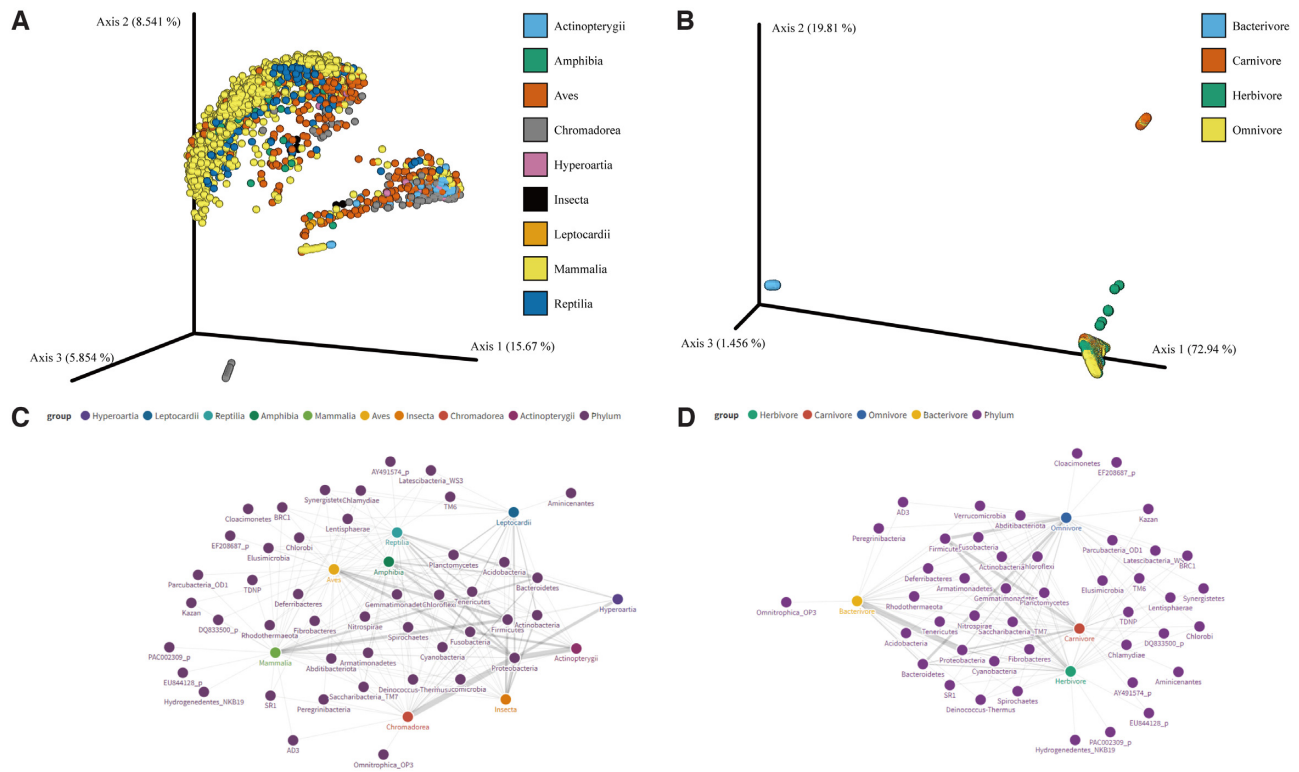 A
Axis 2 (8.541 %)
Axis 3 (5.854 %)
Axis 1 (15.67 %)
Actinopterygii
Amphibia
Aves
Chromadorea
Hyperoartia
Insecta
Leptocardii
Mammalia
Reptilia
B
Axis 2 (19.81 %)
Axis 3 (1.456 %)
Axis 1 (72.94 %)
Bacterivore
Carnivore
Herbivore
Omnivore
C
group Hyperoartia Leptocardii Reptilia Amphibia Mammalia Aves Insecta Chromadorea Actinopterygii Phylum
AY491574_p
Latescibacteria_WS3
Synergistetes
Chlamydiae
TM6
Aminicenantes
Cloacimonetes
BRC1
Lentisphaerae
Leptocardii
EF208687_p
Chlorobi
Reptilia
Elusimicrobia
Planctomycetes
Acidobacteria
Aves
Amphibia
Parcubacteria_OD1
TDNP
Bacteroidetes
Deferribacteres
Gemmatimonadetes
Chloroflexi
Tenericutes
Hyperoartia
Kazan
DQ833500_p
Rhodothermaeota
Fibrobacteres
Nitrospirae
Spirochaetes
Firmicutes
Actinobacteria
Fusobacteria
PAC002309_p
Mammalia
Abditibacteriota
Armatimonadetes
Cyanobacteria
Proteobacteria
Actinopterygii
EU844128_p
Hydrogenedentes_NKB19
SR1
Saccharibacteria_TM7
Deinococcus-Thermus
ucomicrobia
Peregrinibacteria
Insecta
Chromadorea
AD3
Omnitrophica_OP3
D
group Herbivore Carnivore Omnivore Bacterivore Phylum
Cloacimonetes
EF208687_p
AD3
Verrucomicrobia
Abditibacteriota
Omnivore
Kazan
Peregrinibacteria
Firmicute
Fusobacteria
Parcubacteria_OD1
Actinobacteria
hloroflexi
Latescibacteria_WS
BRC1
Deferribacteres
Armatimonadetes
Elusimicrobia
TM6
Synergistetes
Omnitrophica_OP3
Bacterivore
Rhodothermaeota
Gemmatimonadetes
Planctomycetes
Lentisphaerae
Nitrospirae
TDNP
Tenericutes
Saccharibacteria_TM7
Carnivore
DQ833500_p
Chlorobi
Acidobacteria
Proteobacteria
Fibrobacteres
Chlamydiae
Bacteroidetes
Cyanobacteria
Herbivore
Aminicenantes
SR1
Spirochaetes
AY491574_p
Deinococcus-Thermus
EU844128_p
PAC002309_p
Hydrogenedentes_NKB19